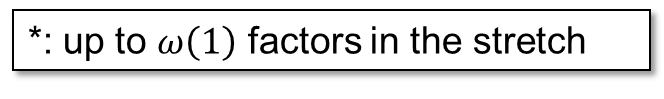 *: up to 𝜔(1) factors in the stretch